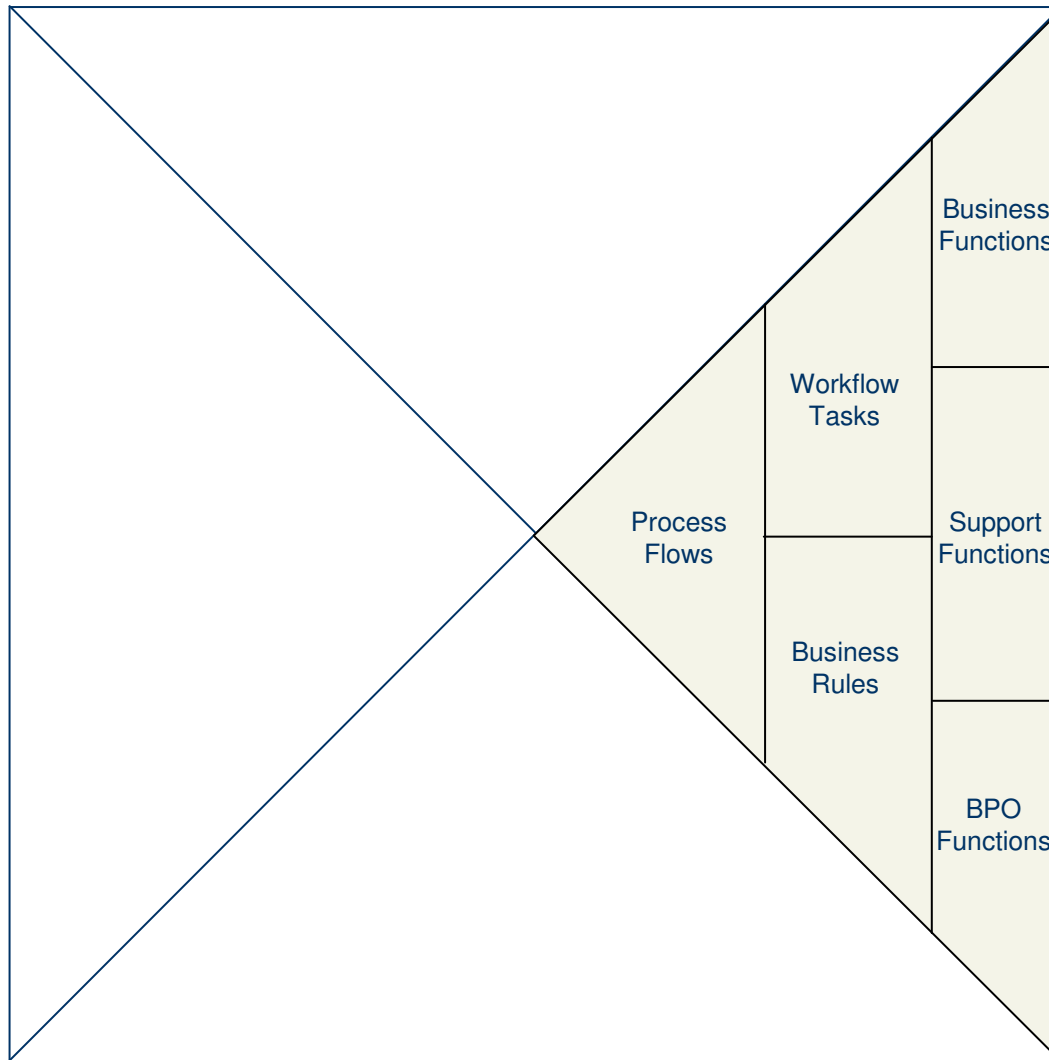 Business
Functions
Workflow
Tasks
Process
Flows
Support
Functions
Business
Rules
BPO
Functions